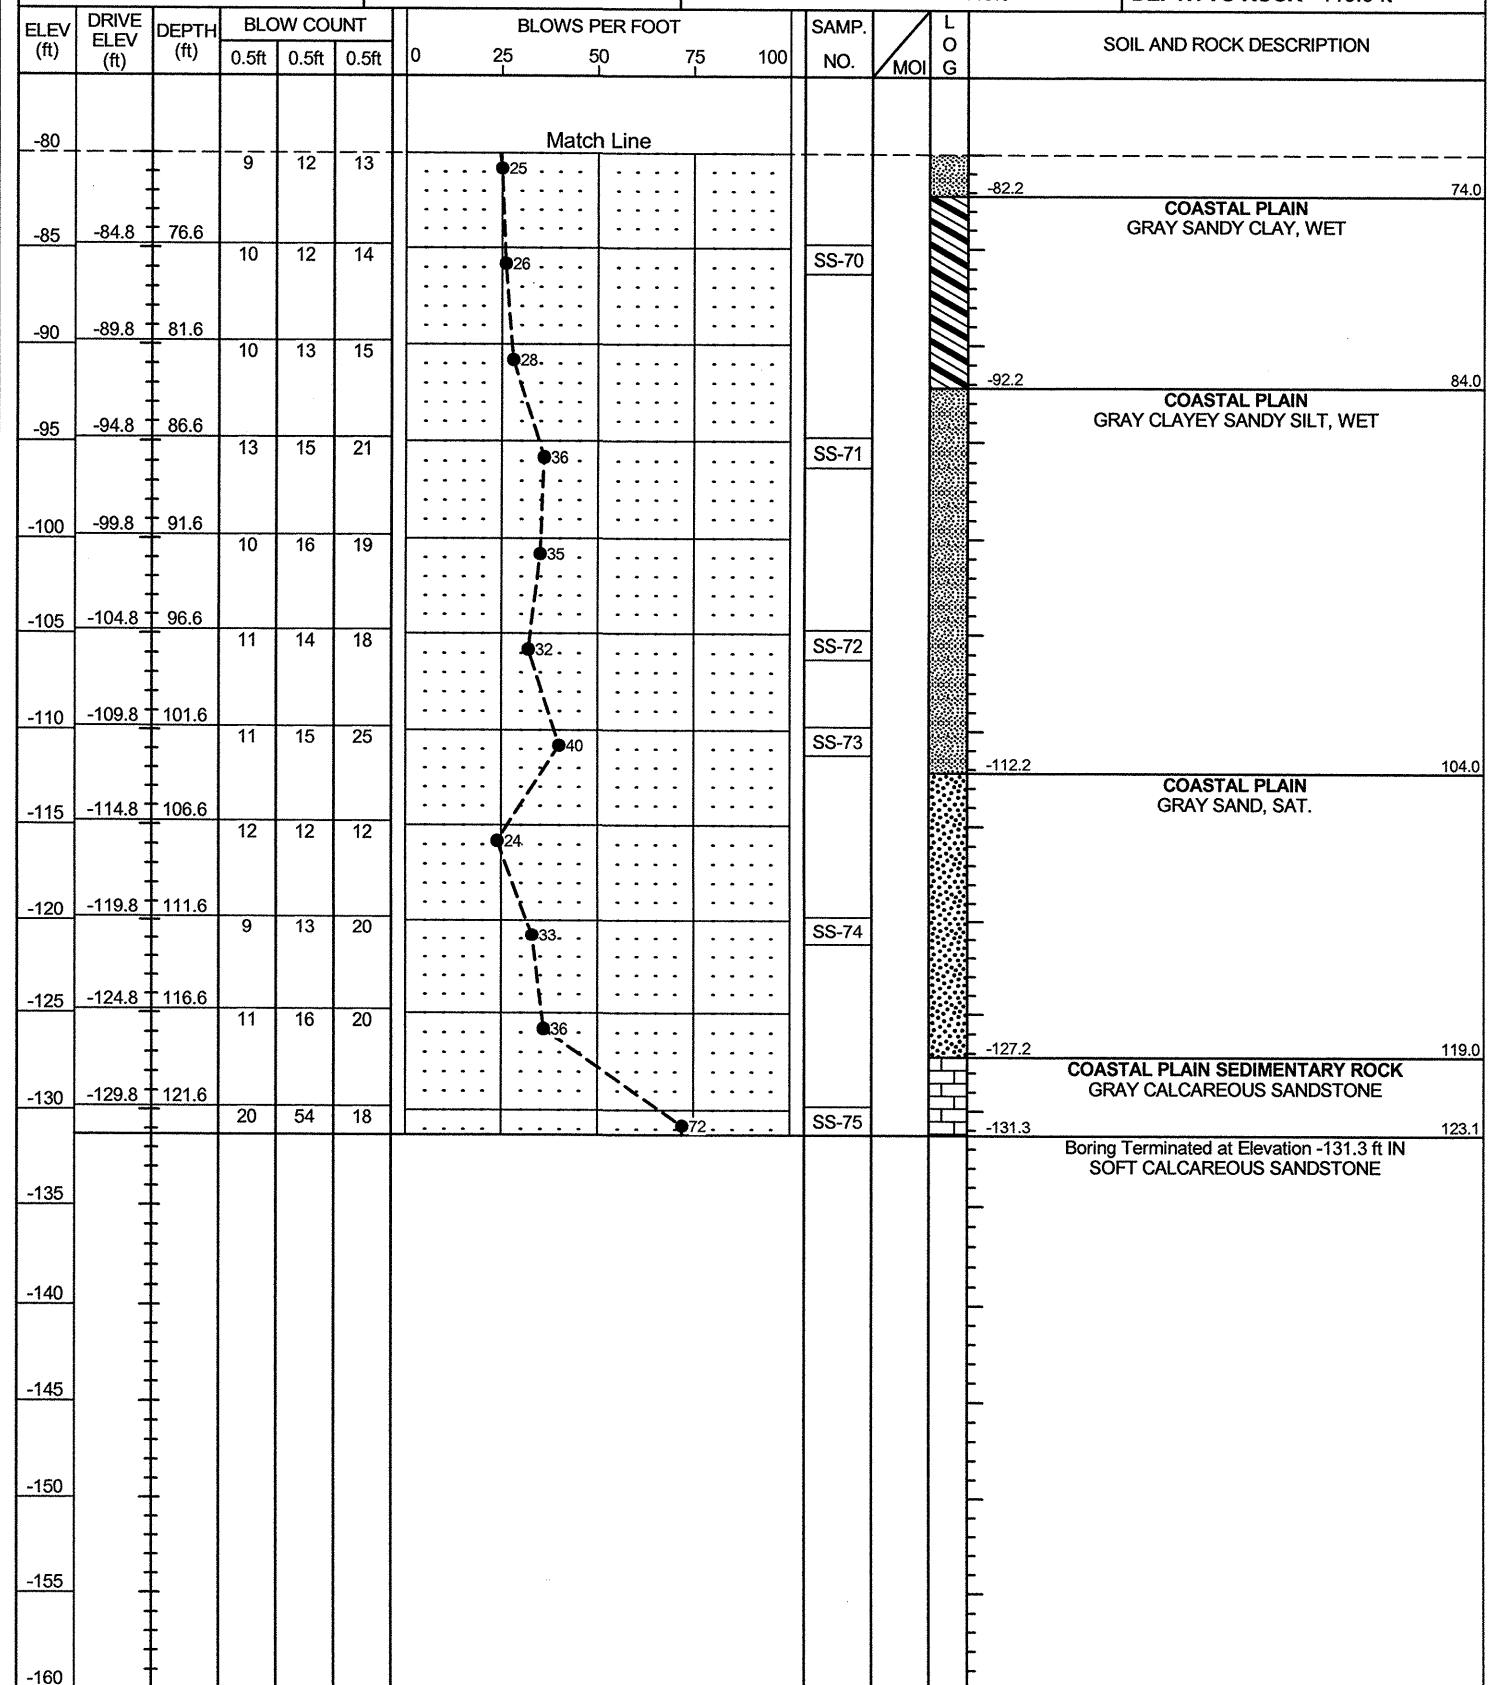 ELEV (ft) DRIVE ELEV (ft) DEPTH (ft) BLOW COUNT 0.5ft 0.5ft 0.5ft BLOWS PER FOOT 0 25 50 75 100 SAMP. NO. MOI LOG SOIL AND ROCK DESCRIPTION
Match Line
-80
9 12 13 25
-82.2 74.0
COASTAL PLAIN
GRAY SANDY CLAY, WET
-85 -84.8 76.6
10 12 14 26 SS-70
-90 -89.8 81.6
10 13 15 28
-92.2 84.0
COASTAL PLAIN
GRAY CLAYEY SANDY SILT, WET
-95 -94.8 86.6
13 15 21 36 SS-71
-100 -99.8 91.6
10 16 19 35
-105 -104.8 96.6
11 14 18 32 SS-72
-110 -109.8 101.6
11 15 25 40 SS-73
-112.2 104.0
COASTAL PLAIN
GRAY SAND, SAT.
-115 -114.8 106.6
12 12 12 24
-120 -119.8 111.6
9 13 20 33 SS-74
-125 -124.8 116.6
11 16 20 36
-127.2 119.0
COASTAL PLAIN SEDIMENTARY ROCK
GRAY CALCAREOUS SANDSTONE
-130 -129.8 121.6
20 54 18 72 SS-75
-131.3 123.1
Boring Terminated at Elevation -131.3 ft IN
SOFT CALCAREOUS SANDSTONE
-135
-140
-145
-150
-155
-160